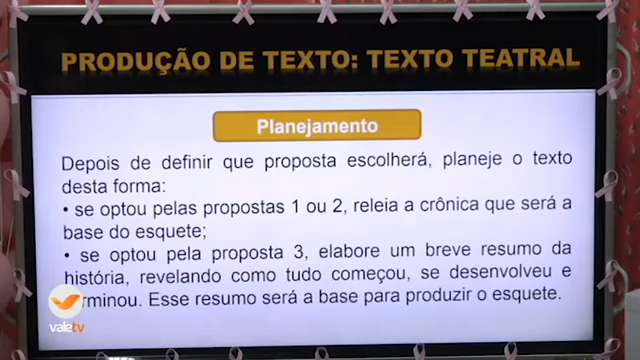 PRODUÇÃO DE TEXTO: TEXTO TEATRAL
Planejamento
Depois de definir que proposta escolherá, planeje o texto
desta forma:
• se optou pelas propostas 1 ou 2, releia a crônica que será a
base do esquete;
• se optou pela proposta 3, elabore um breve resumo da
história, revelando como tudo começou, se desenvolveu e
terminou. Esse resumo será a base para produzir o esquete.
valetv